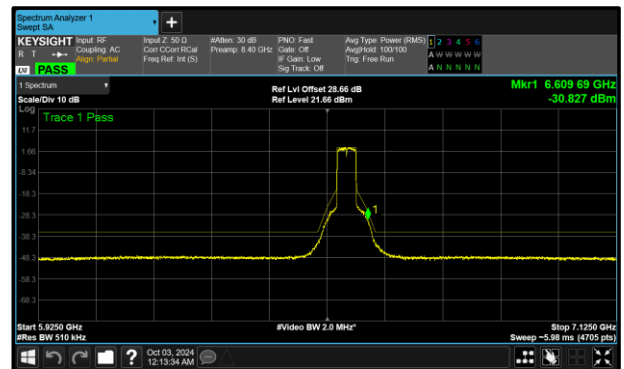 Spectrum Analyzer 1
Swept SA
+
KEYSIGHT
R T
PASS
Input: RF
Coupling: AC
Align: Partial
Input Z: 50 Ω
Corr CCorr RCal
Freq Ref: Int (S)
#Atten: 30 dB
Preamp: 8.40 GHz
PNO: Fast
Gate: Off
IF Gain: Low
Sig Track: Off
Avg Type: Power (RMS)
Avg|Hold: 100/100
Trig: Free Run
1 2 3 4 5 6
A W W W W W
A N N N N N
1 Spectrum
Scale/Div 10 dB
Ref Lvl Offset 28.66 dB
Ref Level 21.66 dBm
Mkr1 6.609 69 GHz
-30.827 dBm
Log
Trace 1 Pass
11.7
1.66
-8.34
-18.3
-28.3
-38.3
-48.3
-58.3
-68.3
1
Start 5.9250 GHz
#Res BW 510 kHz
#Video BW 2.0 MHz*
Stop 7.1250 GHz
Sweep ~5.98 ms (4705 pts)
?
Oct 03, 2024
12:13:34 AM